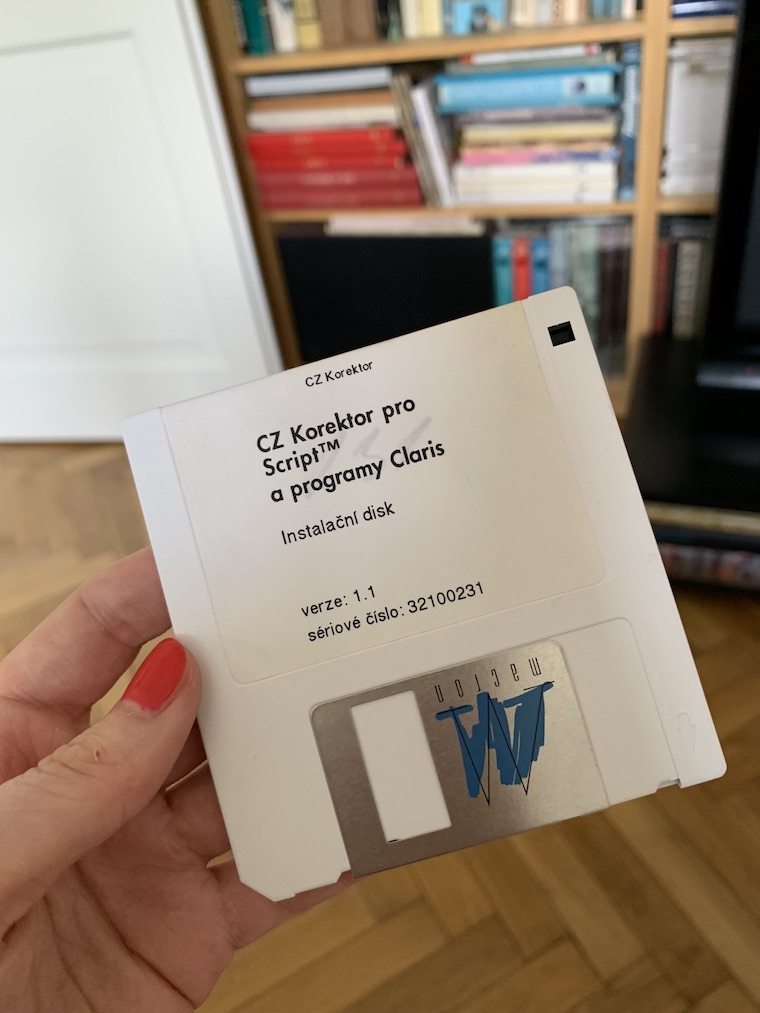 CZ Korektor
CZ Korektor pro
Script™
a programy Claris
Instalační disk
verze: 1.1
sériové číslo: 32100231
macron